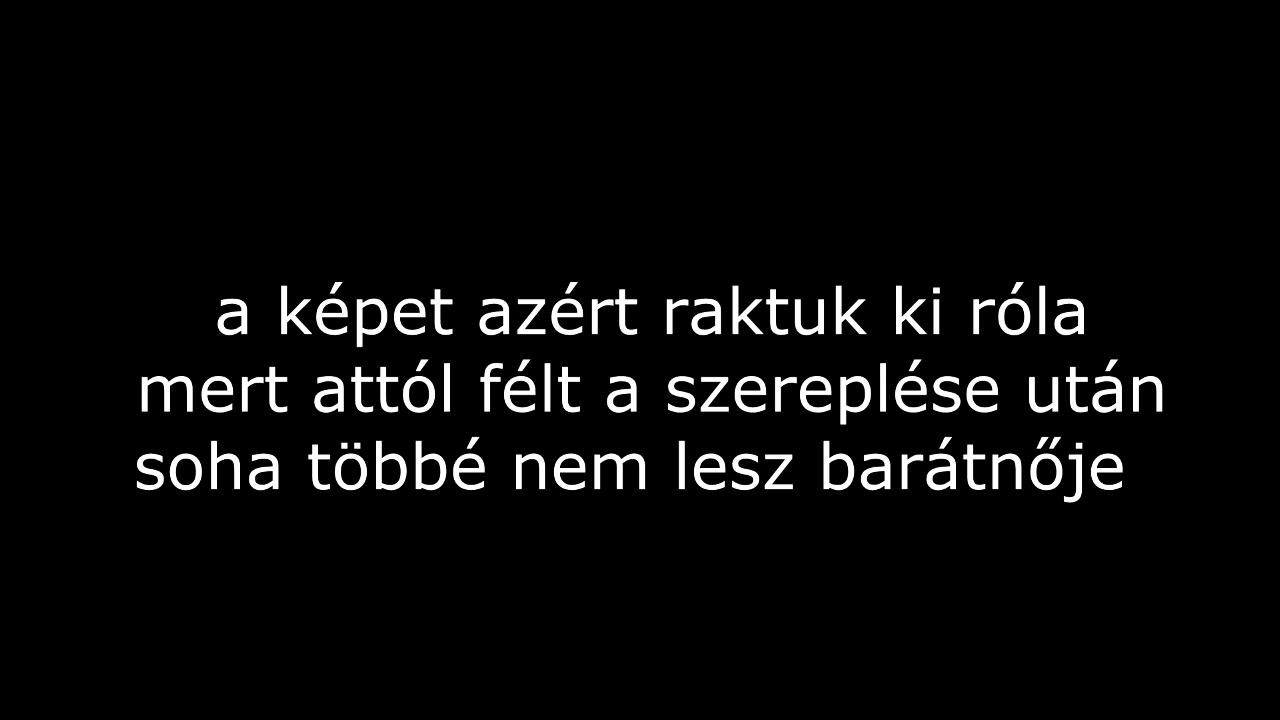 a képet azért raktuk ki róla
mert attól félt a szereplése után
soha többé nem lesz barátnője